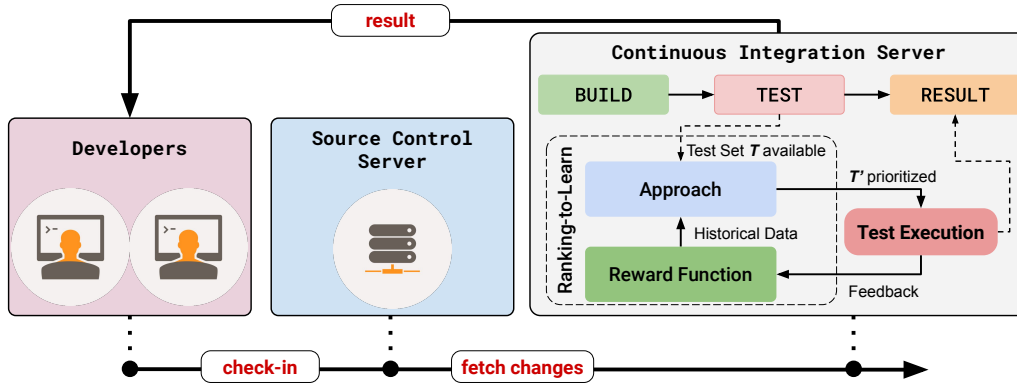 result
Continuous Integration Server
BUILD
TEST
RESULT
Developers
Source Control
Server
Test Set T available
Ranking-to-Learn
Approach
T' prioritized
Historical Data
Test Execution
Reward Function
Feedback
>-
>-
check-in
fetch changes